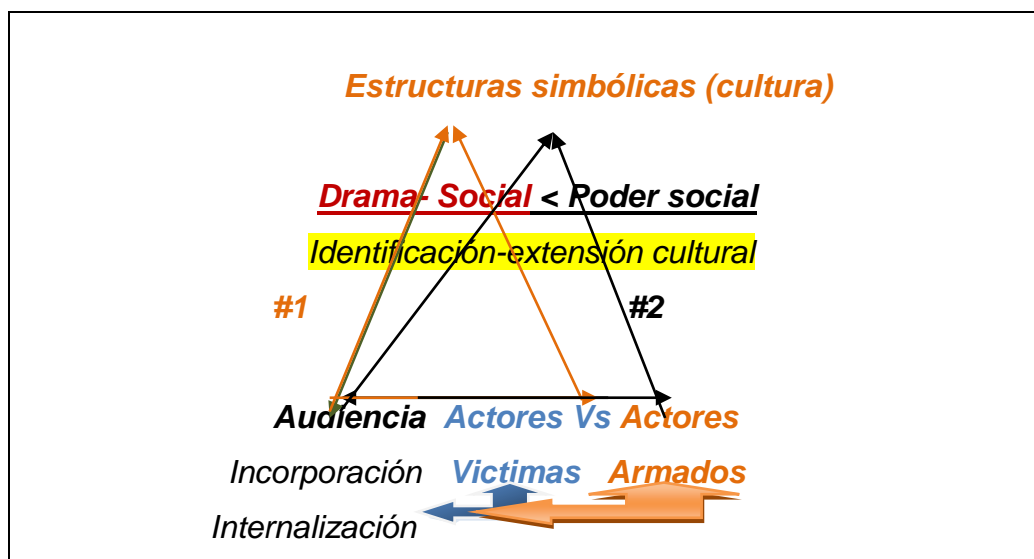 Estructuras simbólicas (cultura)
Drama- Social < Poder social
Identificación-extensión cultural
#1 #2
Audiencia Actores Vs Actores
Incorporación Victimas Armados
Internalización